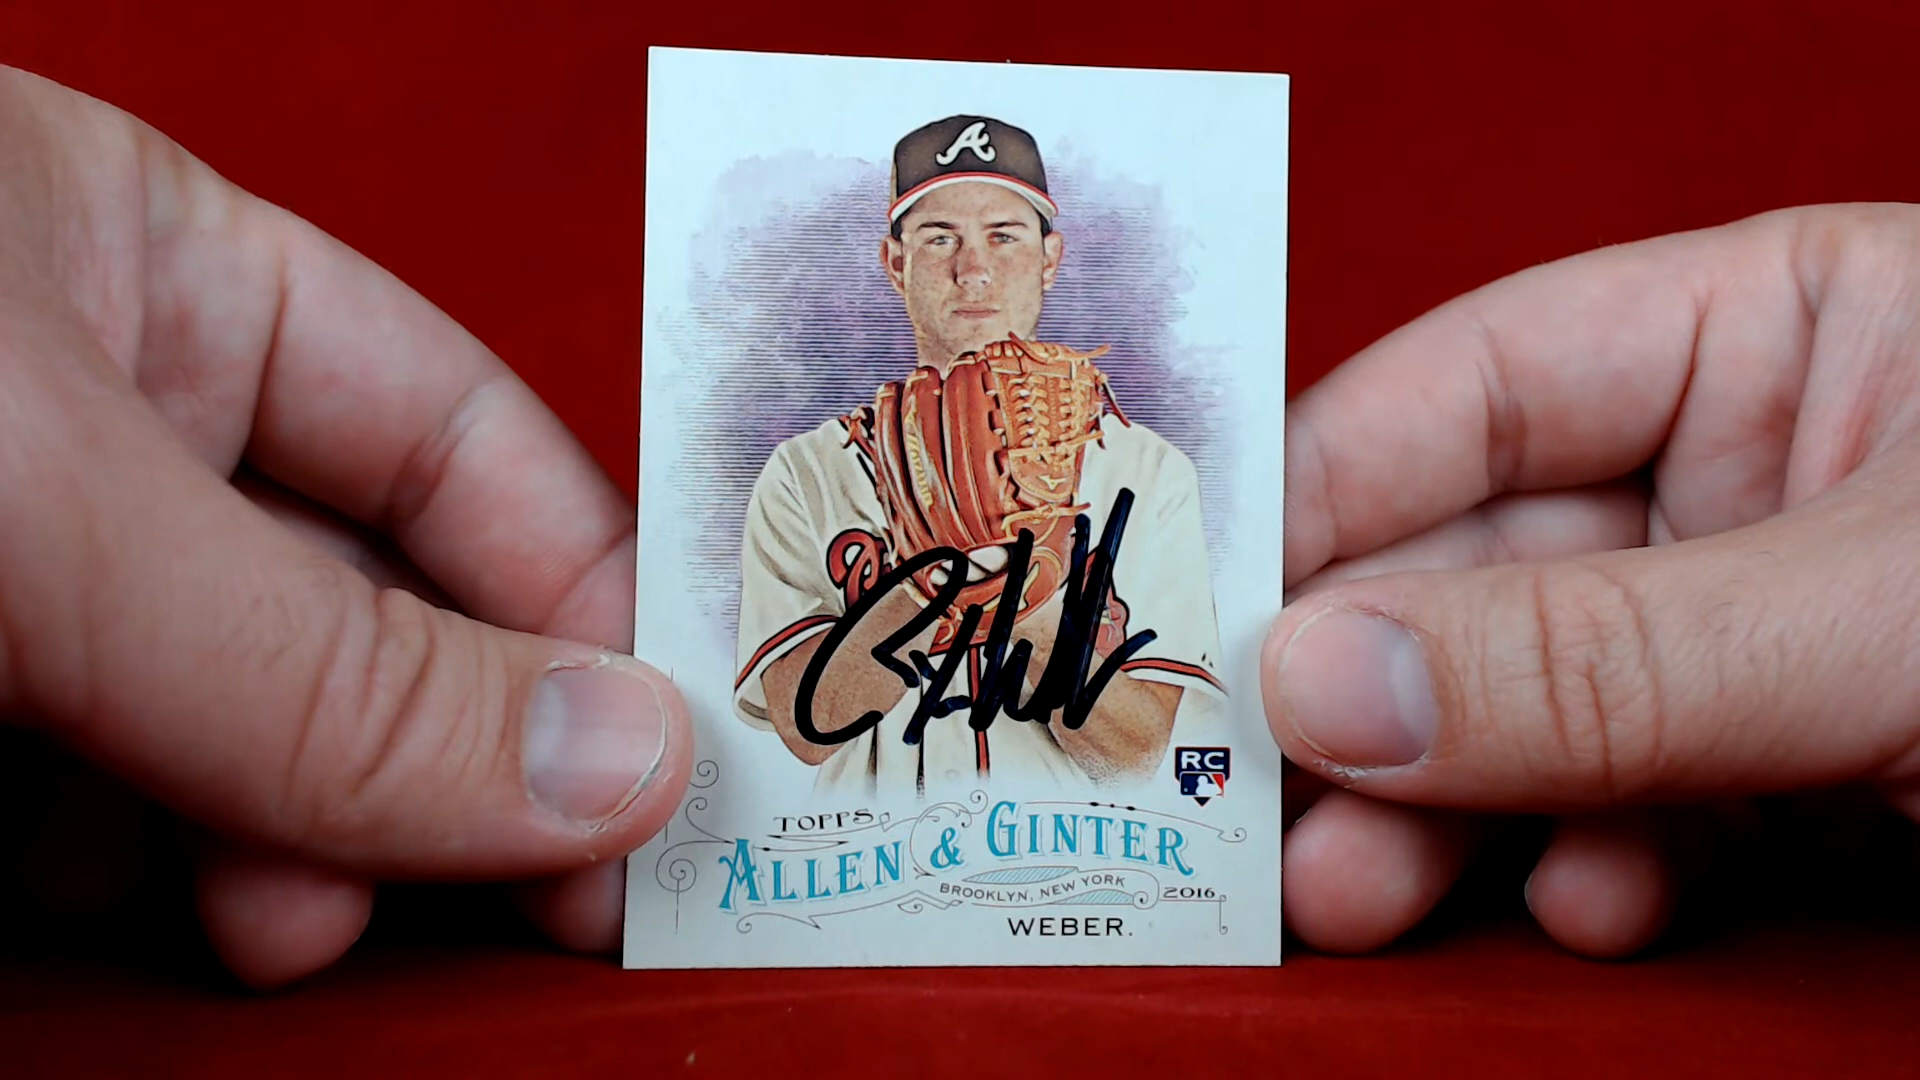 A
RC
TOPPS
ALLEN & GINTER
BROOKLYN, NEW YORK
2016
WEBER.